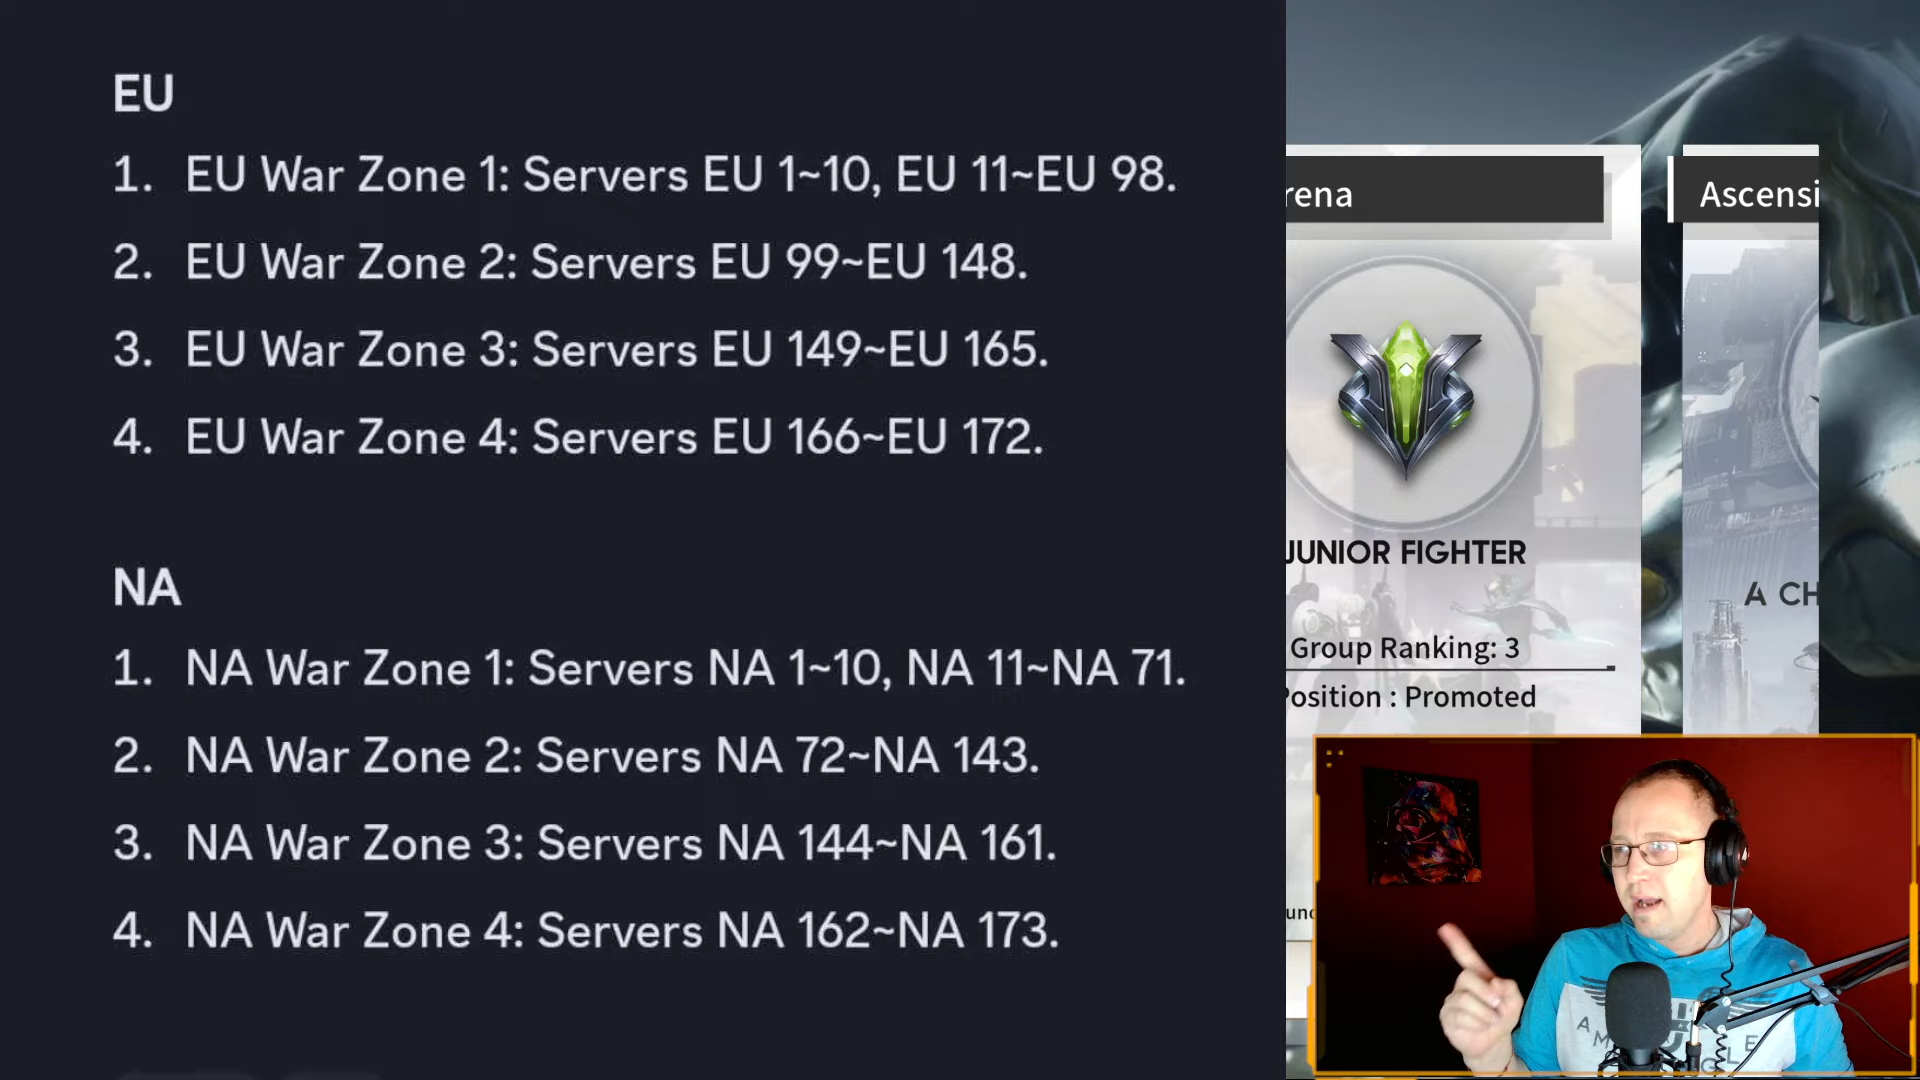 EU
1. EU War Zone 1: Servers EU 1~10, EU 11~EU 98.
2. EU War Zone 2: Servers EU 99~EU 148.
3. EU War Zone 3: Servers EU 149~EU 165.
4. EU War Zone 4: Servers EU 166~EU 172.
NA
1. NA War Zone 1: Servers NA 1~10, NA 11~NA 71.
2. NA War Zone 2: Servers NA 72~NA 143.
3. NA War Zone 3: Servers NA 144~NA 161.
4. NA War Zone 4: Servers NA 162~NA 173.
rena
Ascensi
JUNIOR FIGHTER
A CH
Group Ranking: 3
Position : Promoted